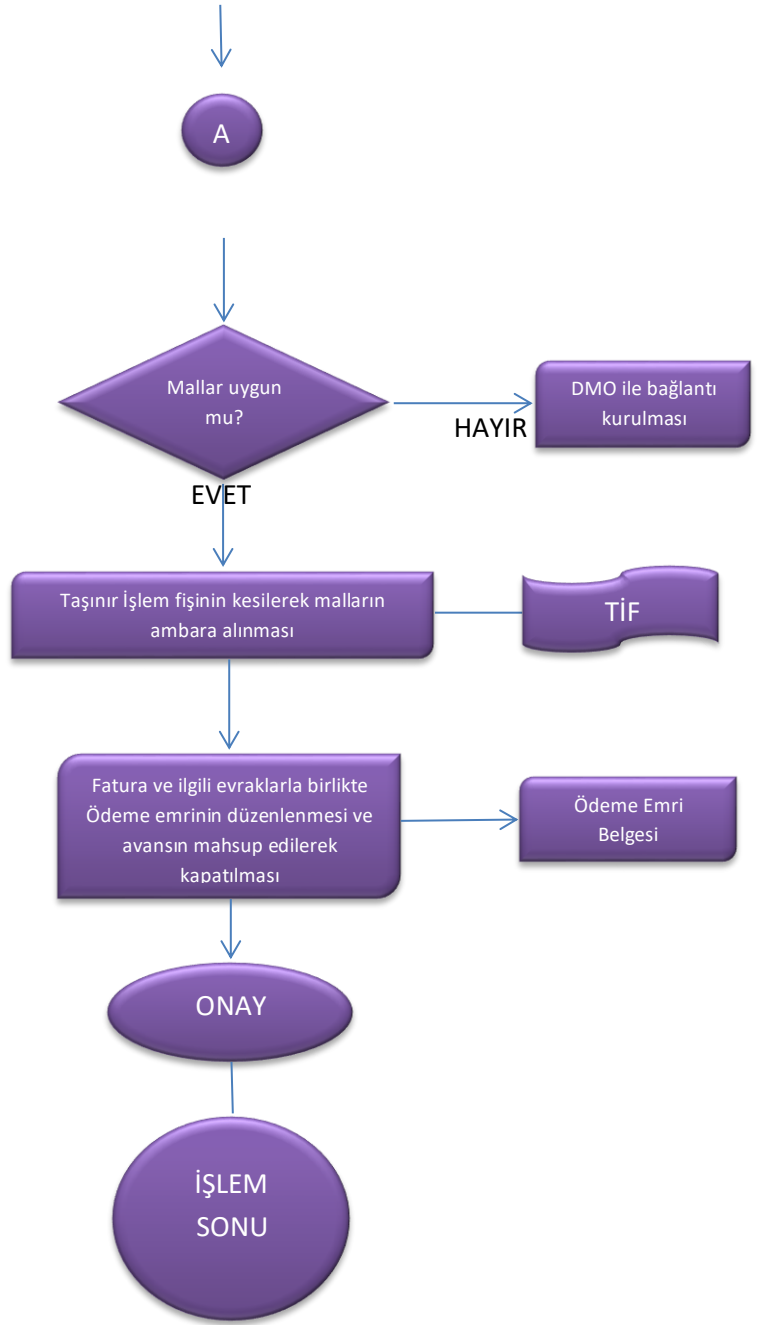 A
Mallar uygun
mu?
DMO ile bağlantı
kurulması
HAYIR
EVET
Taşınır İşlem fişinin kesilerek malların
ambara alınması
TİF
Fatura ve ilgili evraklarla birlikte
Ödeme emrinin düzenlenmesi ve
avansın mahsup edilerek
kapatılması
Ödeme Emri
Belgesi
ONAY
İŞLEM
SONU